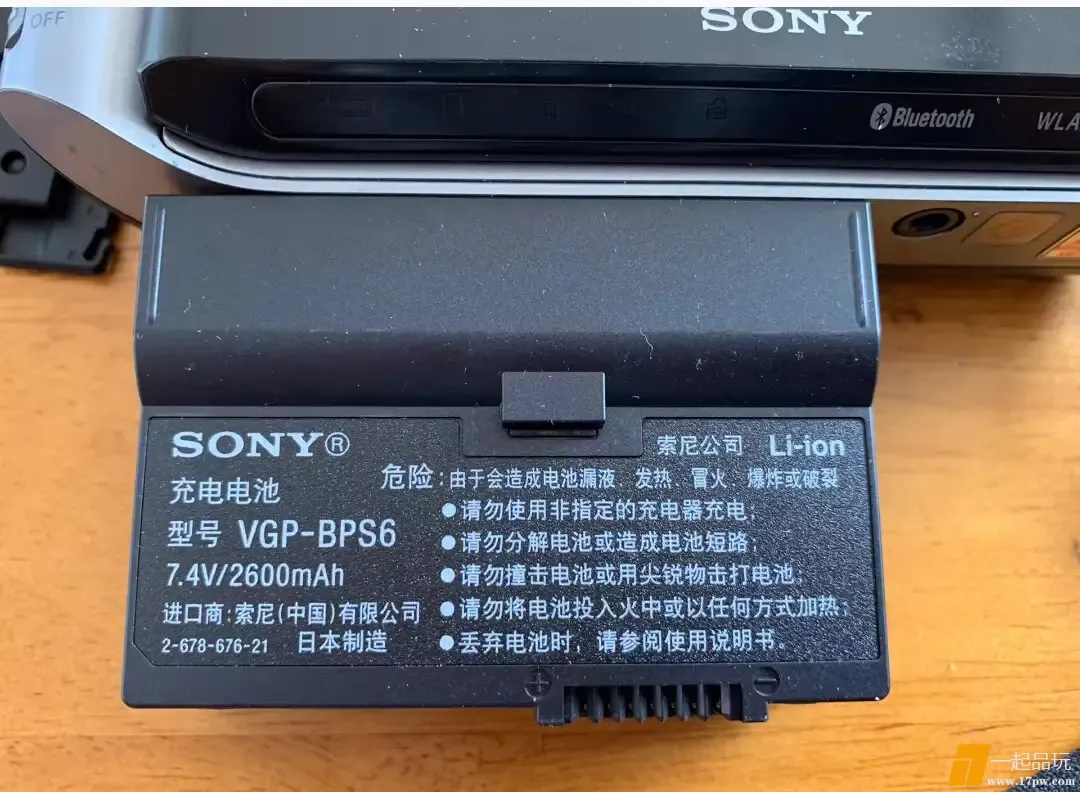 OFF
SONY
Bluetooth
WLA
SONY®
索尼公司 Li-ion
充电电池
型号 VGP-BPS6
7.4V/2600mAh
进口商:索尼(中国)有限公司
2-678-676-21 日本制造
危险:由于会造成电池漏液、发热、冒火、爆炸或破裂
●请勿使用非指定的充电器充电;
●请勿分解电池或造成电池短路;
●请勿撞击电池或用尖锐物击打电池;
●请勿将电池投入火中或以任何方式加热;
●丢弃电池时，请参阅使用说明书。
+ −
一起品玩
www.17pw.com